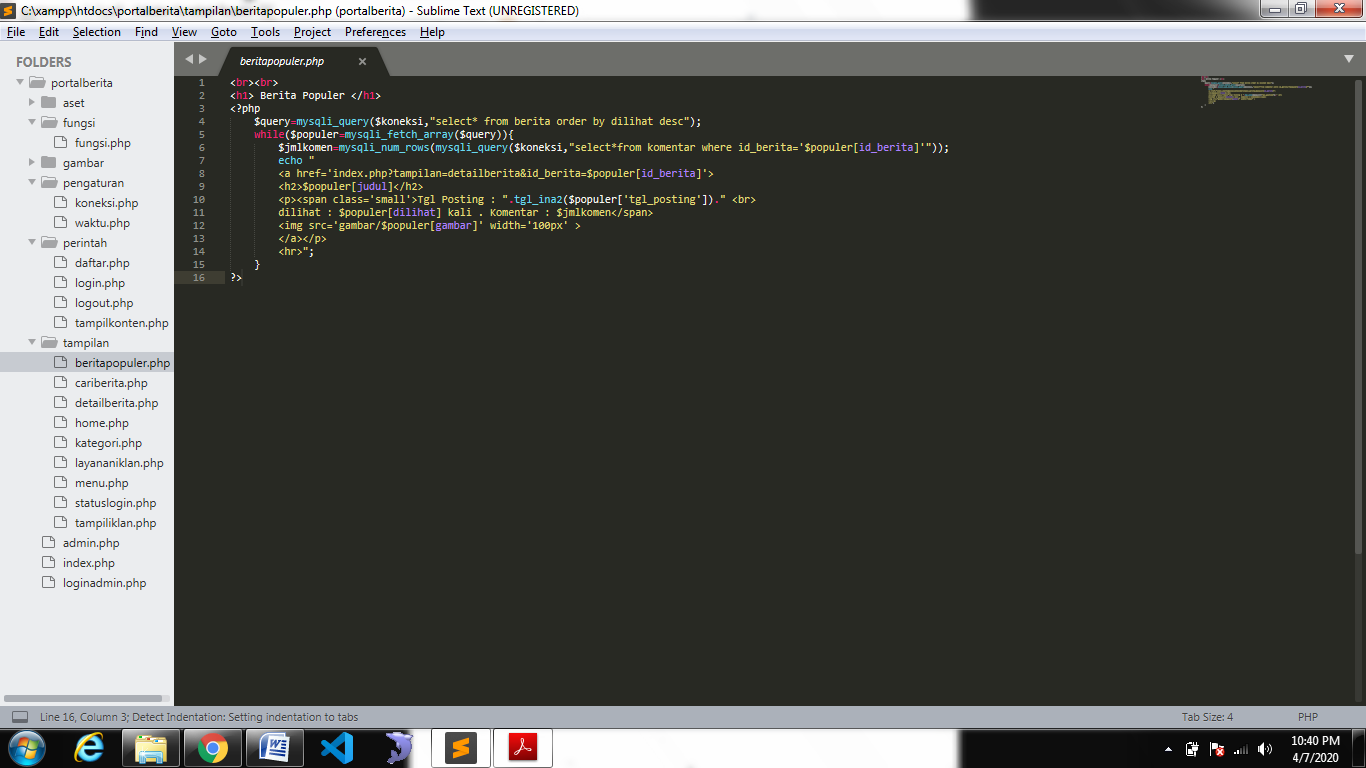 C:\xampp\htdocs\portalberita\tampilan\beritapopuler.php (portalberita) - Sublime Text (UNREGISTERED)
File Edit Selection Find View Goto Tools Project Preferences Help
FOLDERS
portalberita
aset
fungsi
fungsi.php
gambar
pengaturan
koneksi.php
waktu.php
perintah
daftar.php
login.php
logout.php
tampilkonten.php
tampilan
beritapopuler.php
cariberita.php
detailberita.php
home.php
kategori.php
layananiklan.php
menu.php
statuslogin.php
tampiliklan.php
admin.php
index.php
loginadmin.php
beritapopuler.php
1 <br><br>
2 <h1> Berita Populer </h1>
3 <?php
4 $query=mysqli_query($koneksi,"select* from berita order by dilihat desc");
5 while($populer=mysqli_fetch_array($query)){
6 $jmlkomen=mysqli_num_rows(mysqli_query($koneksi,"select*from komentar where id_berita='$populer[id_berita]'"));
7 echo "
8 <a href='index.php?tampilan=detailberita&id_berita=$populer[id_berita]'>
9 <h2>$populer[judul]</h2>
10 <p><span class='small'>Tgl Posting : ".tgl_ina2($populer['tgl_posting'])." <br>
11 dilihat : $populer[dilihat] kali . Komentar : $jmlkomen</span>
12 <img src='gambar/$populer[gambar]' width='100px' >
13 </a></p>
14 <hr>";
15 }
16 ?>
Line 16, Column 3; Detect Indentation: Setting indentation to tabs
Tab Size: 4
PHP
10:40 PM
4/7/2020